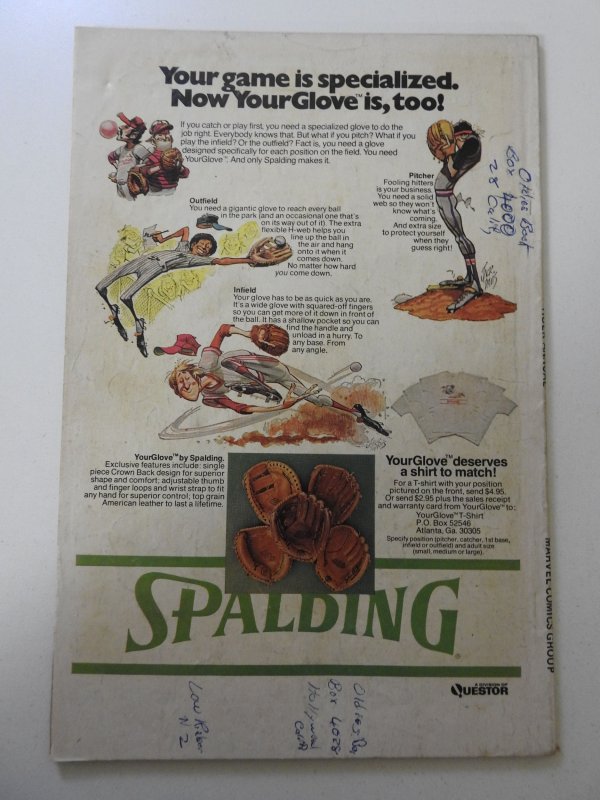 Your game is specialized.
Now YourGlove™ is, too!
If you catch or play first, you need a specialized glove to do the
job right. Everybody knows that. But what if you pitch? What if you
play the infield? Or the outfield? Fact is, you need a glove
designed specifically for each position on the field. You need
YourGlove™. And only Spalding makes it.
Pitcher
Fooling hitters
is your business.
You need a solid
web so they won't
know what's
coming.
And extra size
to protect yourself
when they
guess right!
Outfield
You need a gigantic glove to reach every ball
in the park (and an occasional one that's
on its way out of it). The extra
flexible H-web helps you
line up the ball in
the air and hang
onto it when it
comes down.
No matter how hard
you come down.
Infield
Your glove has to be as quick as you are.
It's a wide glove with squared-off fingers
so you can get more of it down in front of
the ball. It has a shallow pocket so you can
find the handle and
unload in a hurry. To
any base. From
any angle.
YourGlove™ by Spalding.
Exclusive features include: single
piece Crown Back design for superior
shape and comfort; adjustable thumb
and finger loops and wrist strap to fit
any hand for superior control; top grain
American leather to last a lifetime.
YourGlove™ deserves
a shirt to match!
For a T-shirt with your position
pictured on the front, send $4.95.
Or send $2.95 plus the sales receipt
and warranty card from YourGlove™ to:
YourGlove™ T-Shirt
P.O. Box 52546
Atlanta, Ga. 30305
Specify position (pitcher, catcher, 1st base,
infield or outfield) and adult size
(small, medium or large).
SPALDING
A DIVISION OF
QUESTOR
MARVEL COMICS GROUP
Box 4000
Box 4028